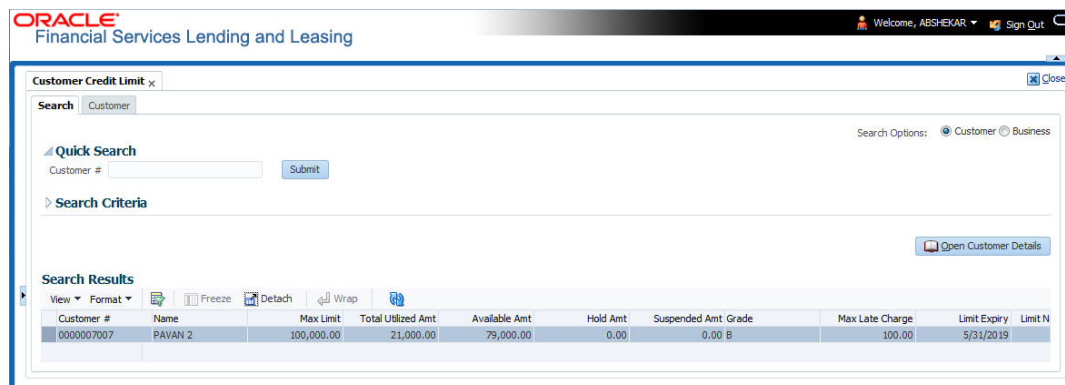 ORACLE'
Financial Services Lending and Leasing
Welcome, ABSHEKAR Sign Out
Customer Credit Limit x
Close
Search Customer
Search Options: Customer Business
Quick Search
Customer # Submit
Search Criteria
Open Customer Details
Search Results
View Format Freeze Detach Wrap
Customer # Name Max Limit Total Utilized Amt Available Amt Hold Amt Suspended Amt Grade Max Late Charge Limit Expiry Limit N
0000007007 PAVAN 2 100,000.00 21,000.00 79,000.00 0.00 0.00 B 100.00 5/31/2019